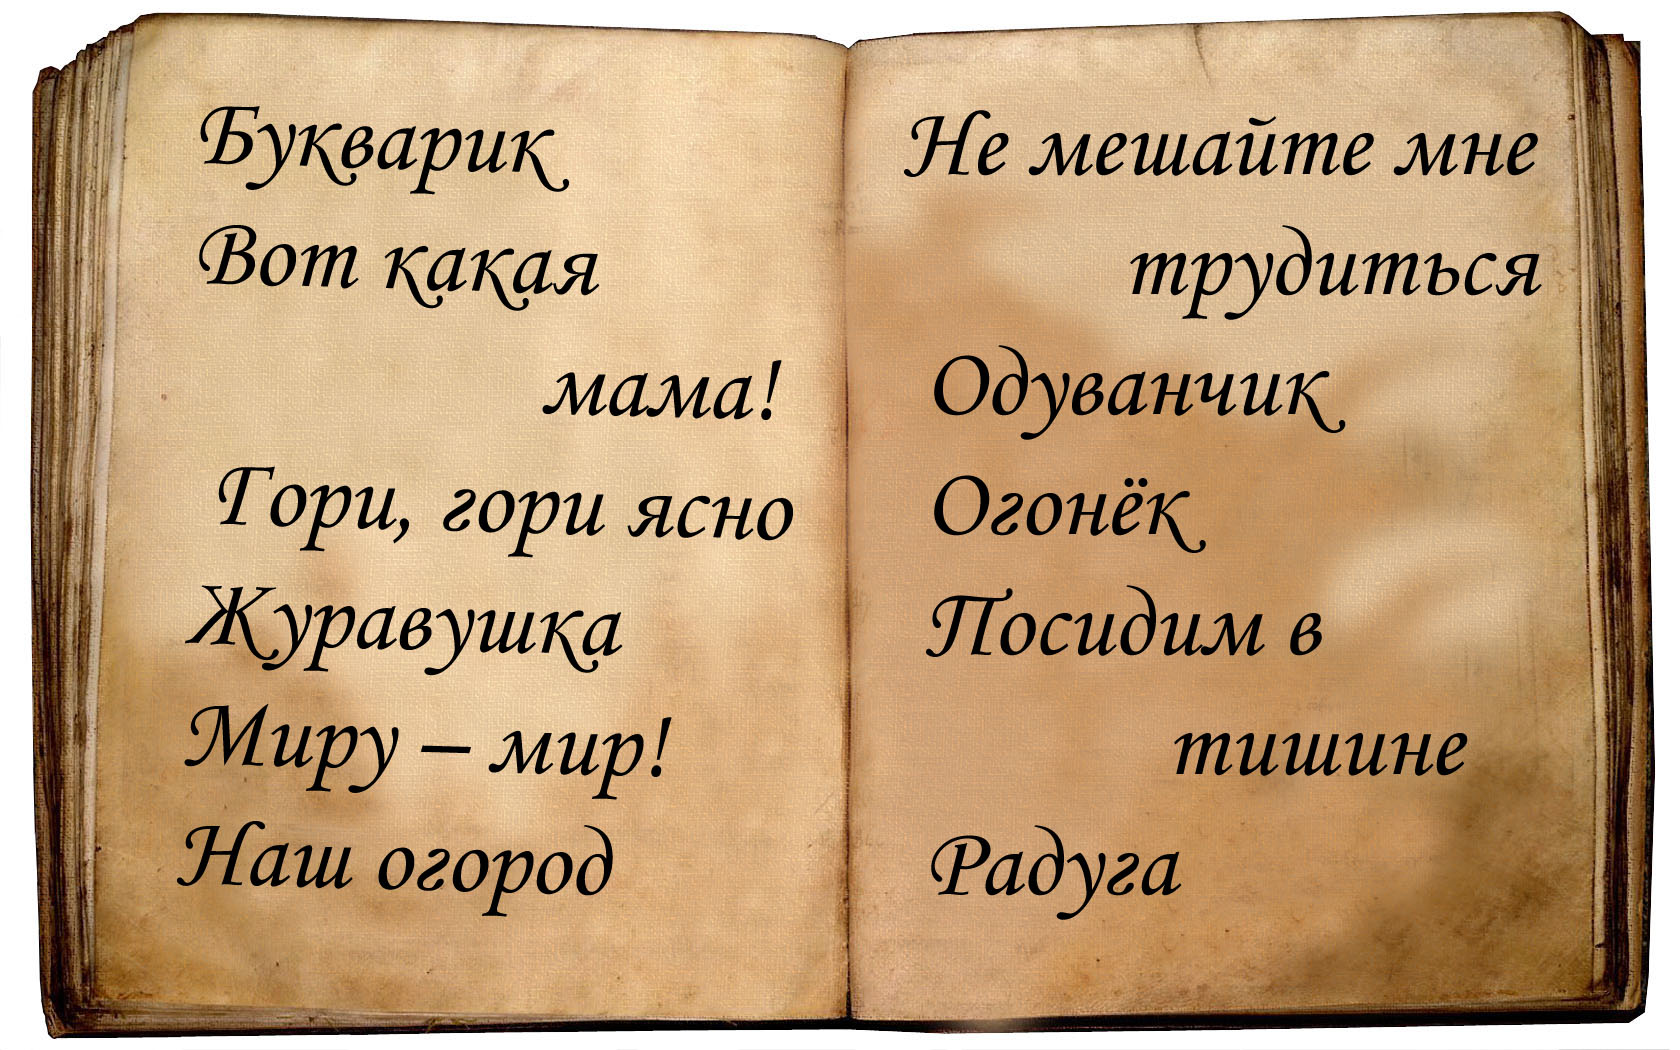 Букварик
Вот какая
мама!
Гори, гори ясно
Журавушка
Миру – мир!
Наш огород
Не мешайте мне
трудиться
Одуванчик
Огонёк
Посидим в
тишине
Радуга